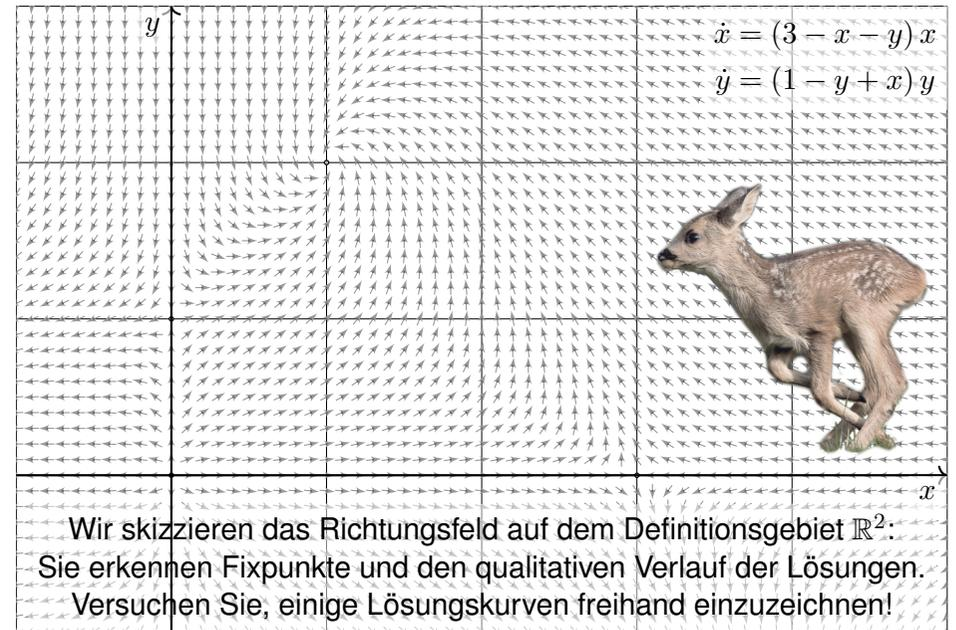 y
ẋ = (3 − x − y) x
ẏ = (1 − y + x) y
x
Wir skizzieren das Richtungsfeld auf dem Definitionsgebiet ℝ²:
Sie erkennen Fixpunkte und den qualitativen Verlauf der Lösungen.
Versuchen Sie, einige Lösungskurven freihand einzuzeichnen!